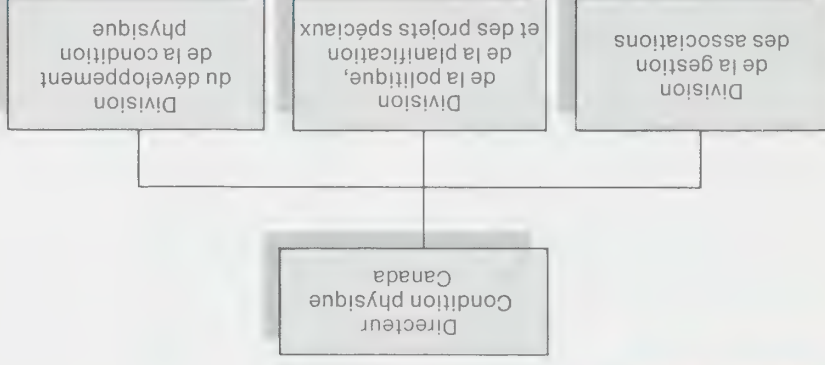 Directeur
Condition physique
Canada
Division
de la gestion
des associations
Division
de la politique,
de la planification
et des projets spéciaux
Division
du développement
de la condition
physique